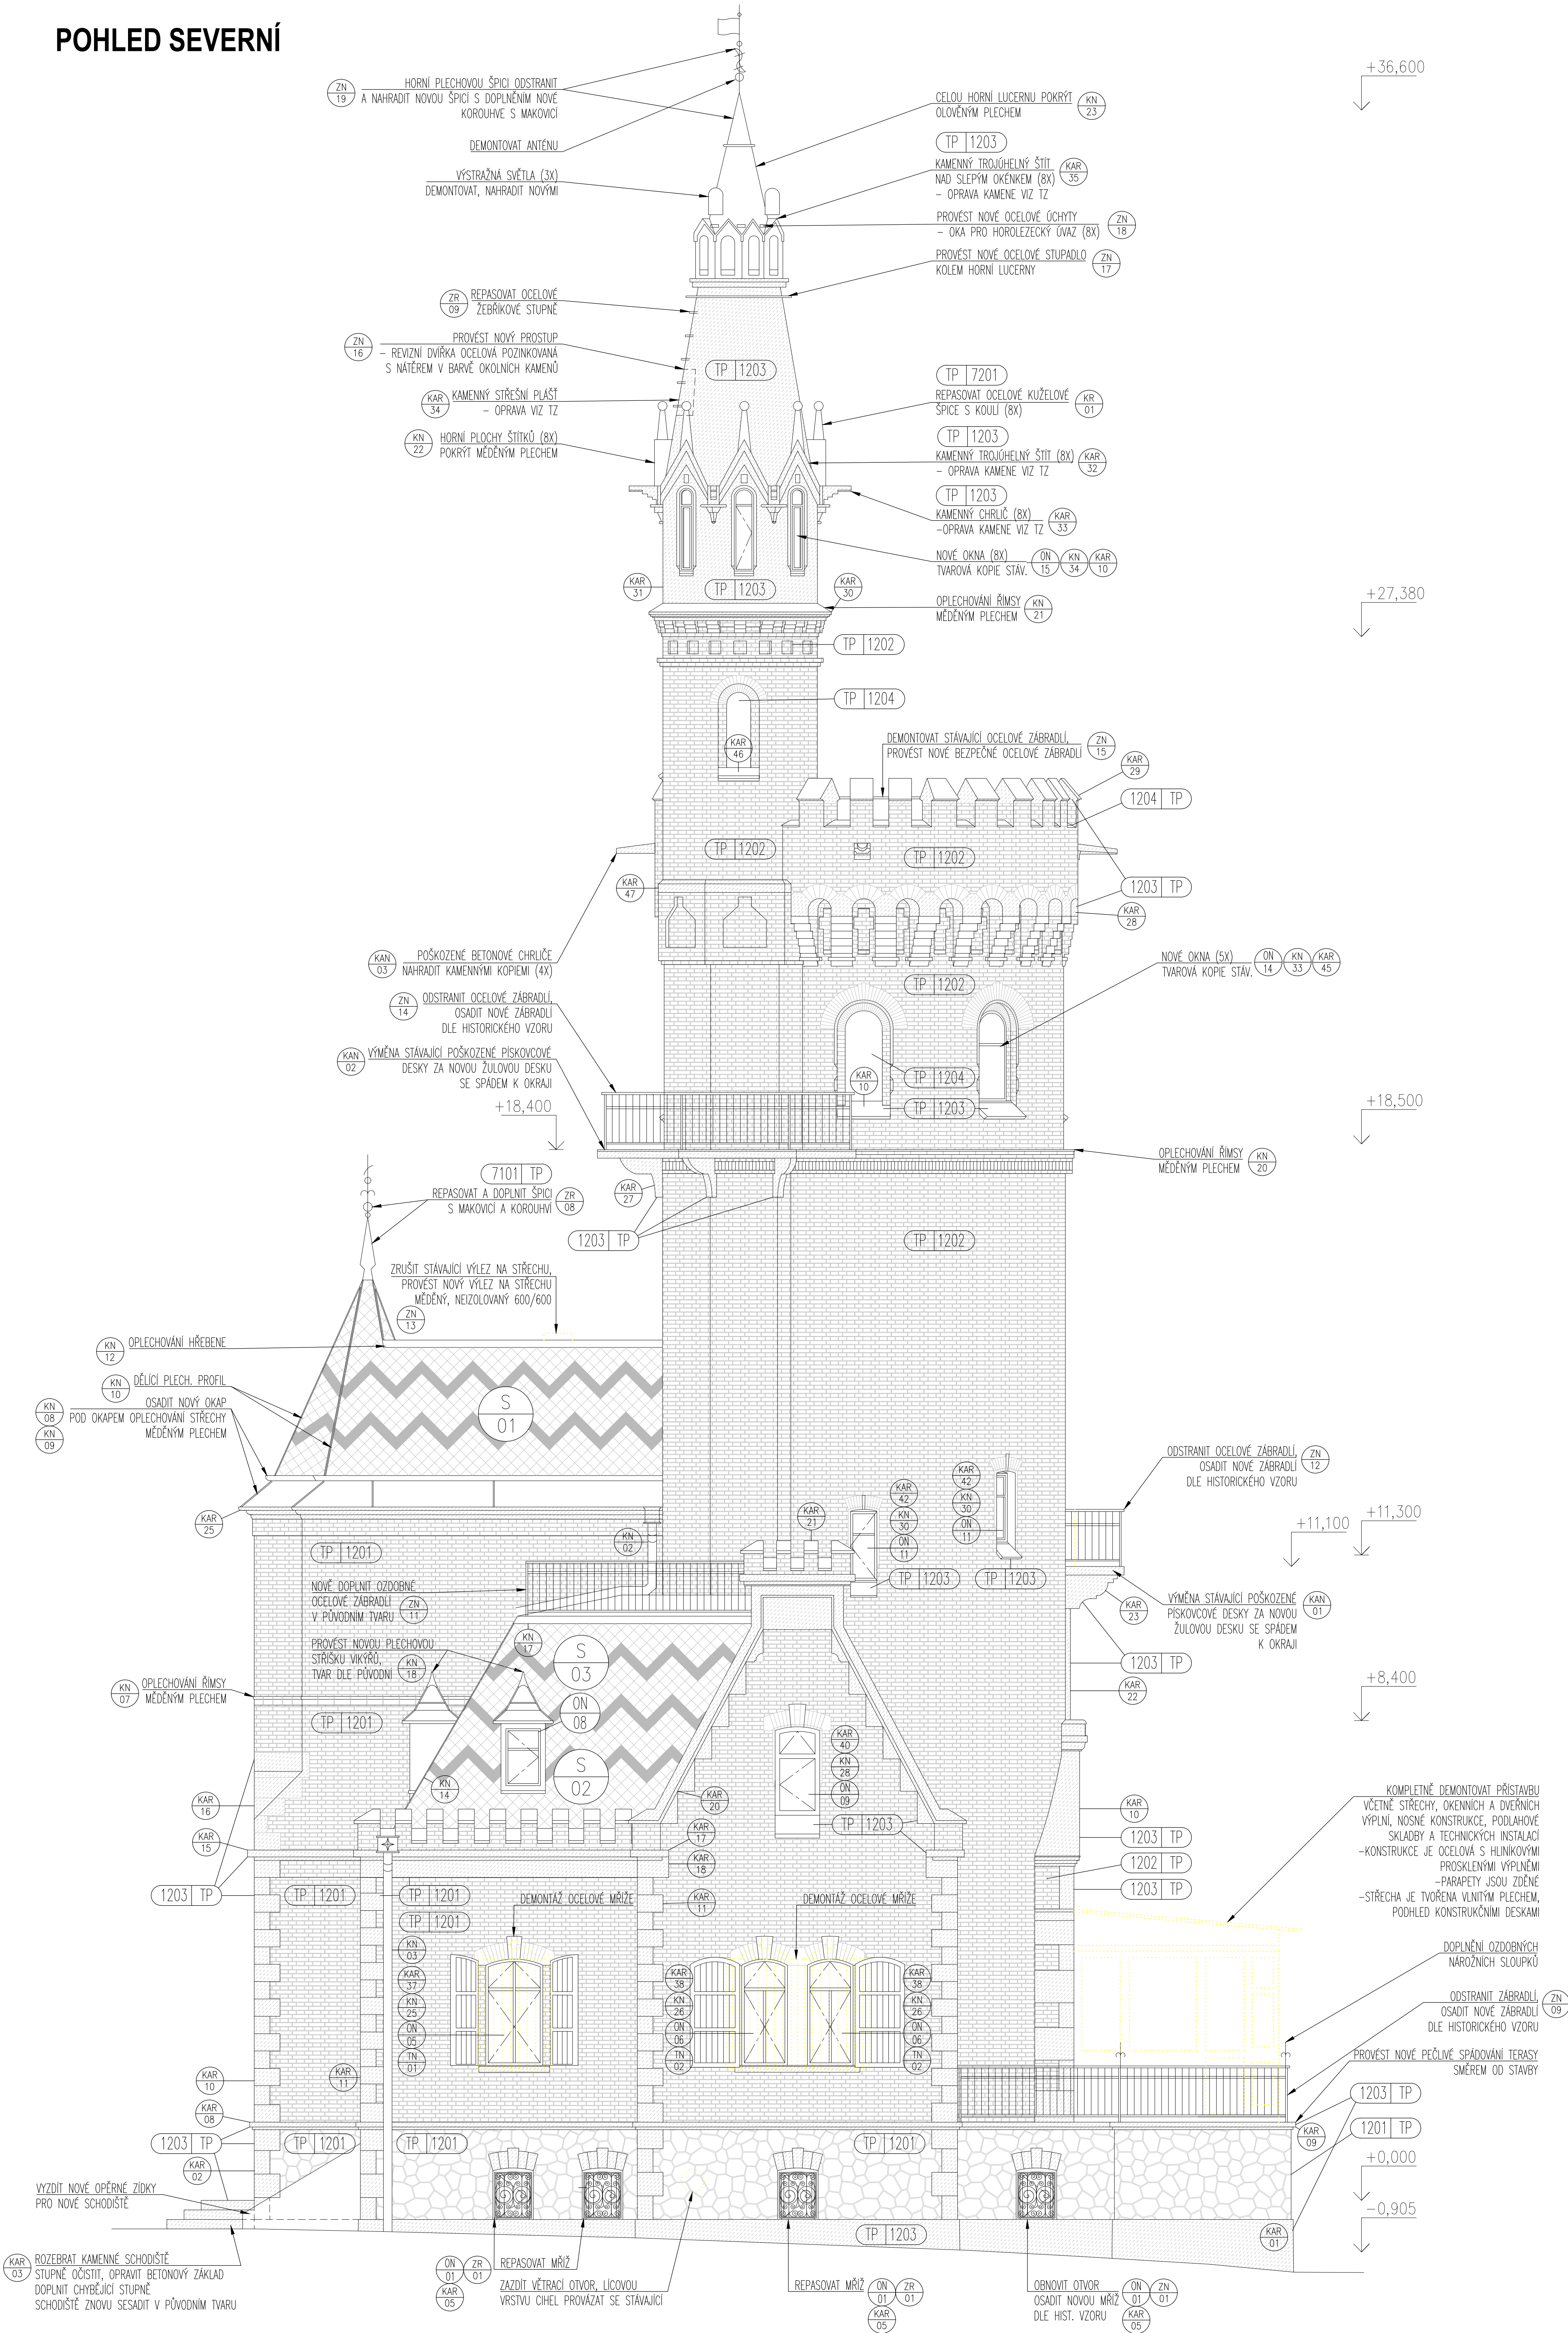 POHLED SEVERNÍ
+36,600
ZN
19
HORNÍ PLECHOVOU ŠPICI ODSTRANIT
A NAHRADIT NOVOU ŠPICÍ S DOPLNĚNÍM NOVÉ
KOROUHVE S MAKOVICÍ
DEMONTOVAT ANTÉNU
VÝSTRAŽNÁ SVĚTLA (3X)
DEMONTOVAT, NAHRADIT NOVÝMI
CELOU HORNÍ LUCERNU POKRÝT
OLOVĚNÝM PLECHEM
KN
23
TP 1203
KAMENNÝ TROJÚHELNÝ ŠTÍT
NAD SLEPÝM OKÉNKEM (8X)
- OPRAVA KAMENE VIZ TZ
KAR
35
PROVÉST NOVÉ OCELOVÉ ÚCHYTY
- OKA PRO HOROLEZECKÝ ÚVAZ (8X)
ZN
18
PROVÉST NOVÉ OCELOVÉ STUPADLO
KOLEM HORNÍ LUCERNY
ZN
17
ZR
09
REPASOVAT OCELOVÉ
ŽEBŘÍKOVÉ STUPNĚ
ZN
16
PROVÉST NOVÝ PROSTUP
- REVIZNÍ DVÍŘKA OCELOVÁ POZINKOVANÁ
S NÁTĚREM V BARVĚ OKOLNÍCH KAMENŮ
TP 1203
KAR
34
KAMENNÝ STŘEŠNÍ PLÁŠŤ
- OPRAVA VIZ TZ
KN
22
HORNÍ PLOCHY ŠTÍTKŮ (8X)
POKRÝT MĚDĚNÝM PLECHEM
TP 7201
REPASOVAT OCELOVÉ KUŽELOVÉ
ŠPICE S KOULÍ (8X)
KR
01
TP 1203
KAMENNÝ TROJÚHELNÝ ŠTÍT (8X)
- OPRAVA KAMENE VIZ TZ
KAR
32
TP 1203
KAMENNÝ CHRLIČ (8X)
-OPRAVA KAMENE VIZ TZ
KAR
33
NOVÉ OKNA (8X)
TVAROVÁ KOPIE STÁV.
ON
15
KN
34
KAR
10
KAR
31
TP 1203
KAR
30
OPLECHOVÁNÍ ŘÍMSY
MĚDĚNÝM PLECHEM
KN
21
+27,380
TP 1202
TP 1204
KAR
46
DEMONTOVAT STÁVAJÍCÍ OCELOVÉ ZÁBRADLÍ,
PROVÉST NOVÉ BEZPEČNÉ OCELOVÉ ZÁBRADLÍ
ZN
15
KAR
29
1204 TP
TP 1202
TP 1202
KAR
47
1203 TP
KAR
28
KAN
03
POŠKOZENÉ BETONOVÉ CHRLIČE
NAHRADIT KAMENNÝMI KOPIEMI (4X)
NOVÉ OKNA (5X)
TVAROVÁ KOPIE STÁV.
ON
14
KN
33
KAR
45
TP 1202
ZN
14
ODSTRANIT OCELOVÉ ZÁBRADLÍ,
OSADIT NOVÉ ZÁBRADLÍ
DLE HISTORICKÉHO VZORU
KAN
02
VÝMĚNA STÁVAJÍCÍ POŠKOZENÉ PÍSKOVCOVÉ
DESKY ZA NOVOU ŽULOVOU DESKU
SE SPÁDEM K OKRAJI
KAR
10
TP 1204
TP 1203
+18,400
+18,500
OPLECHOVÁNÍ ŘÍMSY
MĚDĚNÝM PLECHEM
KN
20
7101 TP
REPASOVAT A DOPLNIT ŠPICI
S MAKOVICÍ A KOROUHVÍ
ZR
08
KAR
27
1203 TP
TP 1202
ZRUŠIT STÁVAJÍCÍ VÝLEZ NA STŘECHU,
PROVÉST NOVÝ VÝLEZ NA STŘECHU
MĚDĚNÝ, NEIZOLOVANÝ 600/600
ZN
13
KN
12
OPLECHOVÁNÍ HŘEBENE
KN
10
DĚLÍCÍ PLECH. PROFIL
KN
08
KN
09
OSADIT NOVÝ OKAP
POD OKAPEM OPLECHOVÁNÍ STŘECHY
MĚDĚNÝM PLECHEM
S
01
KAR
25
ODSTRANIT OCELOVÉ ZÁBRADLÍ,
OSADIT NOVÉ ZÁBRADLÍ
DLE HISTORICKÉHO VZORU
ZN
12
KAR
42
KN
30
ON
11
KAR
42
KN
30
ON
11
KAR
21
KN
02
+11,100
+11,300
TP 1201
TP 1203
TP 1203
NOVĚ DOPLNIT OZDOBNÉ
OCELOVÉ ZÁBRADLÍ
V PŮVODNÍM TVARU
ZN
11
KN
17
VÝMĚNA STÁVAJÍCÍ POŠKOZENÉ
PÍSKOVCOVÉ DESKY ZA NOVOU
ŽULOVOU DESKU SE SPÁDEM
K OKRAJI
KAN
01
KAR
23
1203 TP
KAR
22
PROVÉST NOVOU PLECHOVOU
STŘÍŠKU VIKÝŘŮ,
TVAR DLE PŮVODNÍ
KN
18
S
03
ON
08
S
02
KN
07
OPLECHOVÁNÍ ŘÍMSY
MĚDĚNÝM PLECHEM
TP 1201
+8,400
KN
14
KAR
40
KN
28
ON
09
KAR
20
TP 1203
KAR
16
KAR
15
KAR
17
KAR
18
KAR
10
1203 TP
1202 TP
1203 TP
KOMPLETNĚ DEMONTOVAT PŘÍSTAVBU
VČETNĚ STŘECHY, OKENNÍCH A DVEŘNÍCH
VÝPLNÍ, NOSNÉ KONSTRUKCE, PODLAHOVÉ
SKLADBY A TECHNICKÝCH INSTALACÍ
-KONSTRUKCE JE OCELOVÁ S HLINÍKOVÝMI
PROSKLENÝMI VÝPLNĚMI
-PARAPETY JSOU ZDĚNÉ
-STŘECHA JE TVOŘENA VLNITÝM PLECHEM,
PODHLED KONSTRUKČNÍMI DESKAMI
1203 TP
TP 1201
TP 1201
TP 1201
DEMONTÁŽ OCELOVÉ MŘÍŽE
KAR
11
DEMONTÁŽ OCELOVÉ MŘÍŽE
KN
03
KAR
37
KN
25
ON
05
TN
01
KAR
38
KN
26
ON
06
TN
02
KAR
38
KN
26
ON
06
TN
02
DOPLNĚNÍ OZDOBNÝCH
NÁROŽNÍCH SLOUPKŮ
ODSTRANIT ZÁBRADLÍ,
OSADIT NOVÉ ZÁBRADLÍ
DLE HISTORICKÉHO VZORU
ZN
09
PROVÉST NOVÉ PEČLIVÉ SPÁDOVÁNÍ TERASY
SMĚREM OD STAVBY
KAR
10
KAR
11
KAR
08
1203 TP
1203 TP
1201 TP
KAR
09
TP 1201
TP 1201
TP 1201
KAR
02
+0,000
-0,905
VYZDÍT NOVÉ OPĚRNÉ ZÍDKY
PRO NOVÉ SCHODIŠTĚ
TP 1203
KAR
01
KAR
03
ROZEBRAT KAMENNÉ SCHODIŠTĚ
STUPNĚ OČISTIT, OPRAVIT BETONOVÝ ZÁKLAD
DOPLNIT CHYBĚJÍCÍ STUPNĚ
SCHODIŠTĚ ZNOVU SESADIT V PŮVODNÍM TVARU
ON
01
ZR
01
KAR
05
REPASOVAT MŘÍŽ
ZAZDÍT VĚTRACÍ OTVOR, LÍCOVOU
VRSTVU CIHEL PROVÁZAT SE STÁVAJÍCÍ
REPASOVAT MŘÍŽ
ON
01
ZR
01
KAR
05
OBNOVIT OTVOR
OSADIT NOVOU MŘÍŽ
DLE HIST. VZORU
ON
01
ZN
01
KAR
05